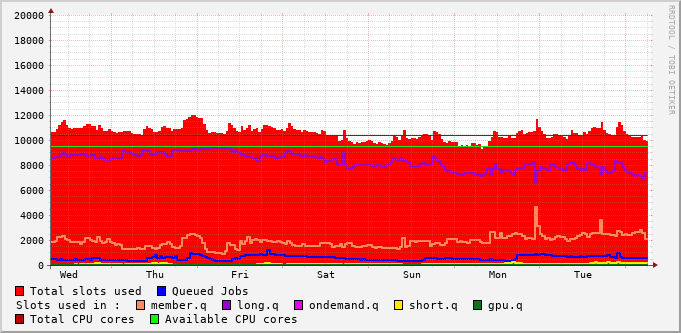 20000
18000
16000
14000
12000
10000
8000
6000
4000
2000
0
Wed Thu Fri Sat Sun Mon Tue
Total slots used Queued Jobs
Slots used in : member.q long.q ondemand.q short.q gpu.q
Total CPU cores Available CPU cores
RRDTOOL / TOBI OETIKER